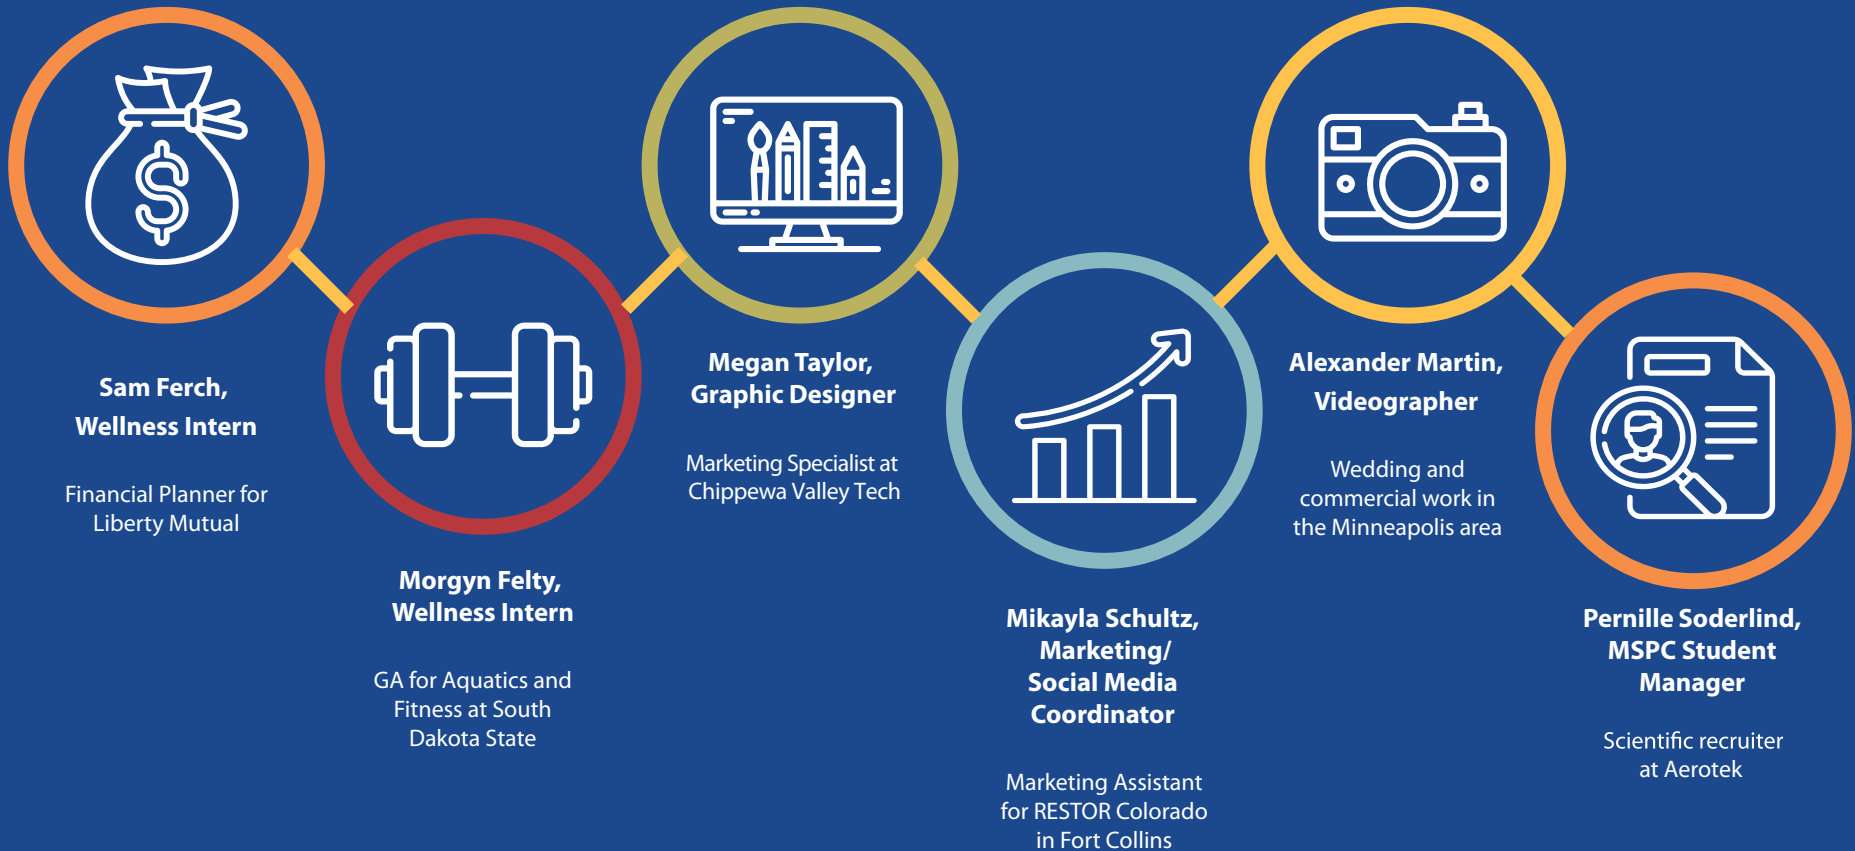 Sam Ferch,
Wellness Intern
Financial Planner for
Liberty Mutual
Morgyn Felty,
Wellness Intern
GA for Aquatics and
Fitness at South
Dakota State
Megan Taylor,
Graphic Designer
Marketing Specialist at
Chippewa Valley Tech
Mikayla Schultz,
Marketing/
Social Media
Coordinator
Marketing Assistant
for RESTOR Colorado
in Fort Collins
Alexander Martin,
Videographer
Wedding and
commercial work in
the Minneapolis area
Pernille Soderlind,
MSPC Student
Manager
Scientific recruiter
at Aerotek